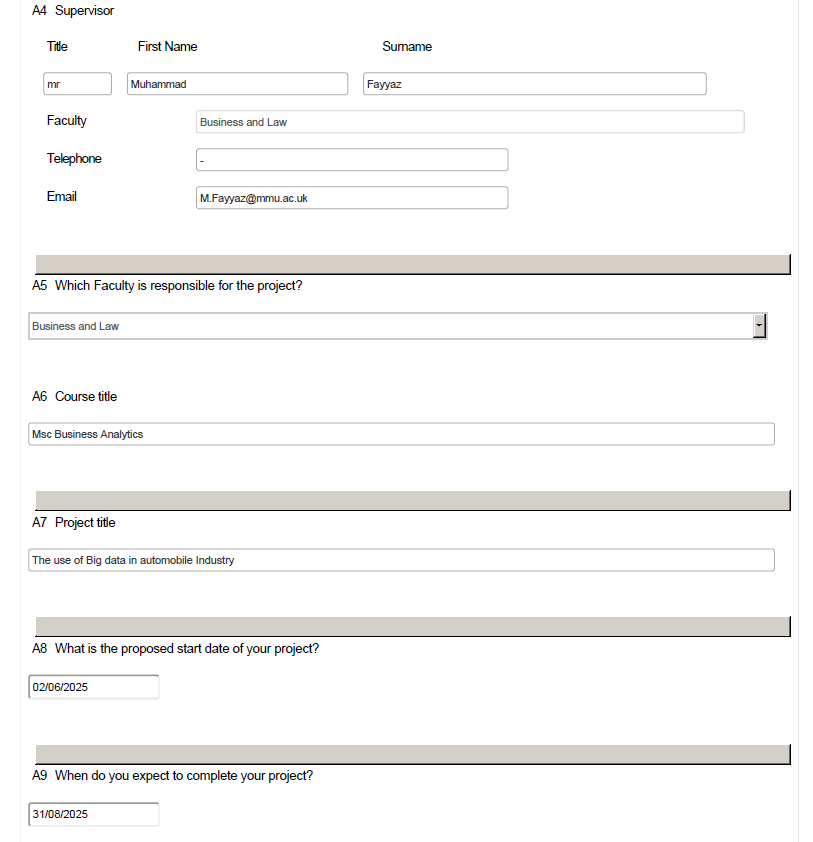 A4 Supervisor
Title First Name Surname
mr Muhammad Fayyaz
Faculty Business and Law
Telephone -
Email M.Fayyaz@mmu.ac.uk
A5 Which Faculty is responsible for the project?
Business and Law
A6 Course title
Msc Business Analytics
A7 Project title
The use of Big data in automobile Industry
A8 What is the proposed start date of your project?
02/06/2025
A9 When do you expect to complete your project?
31/08/2025